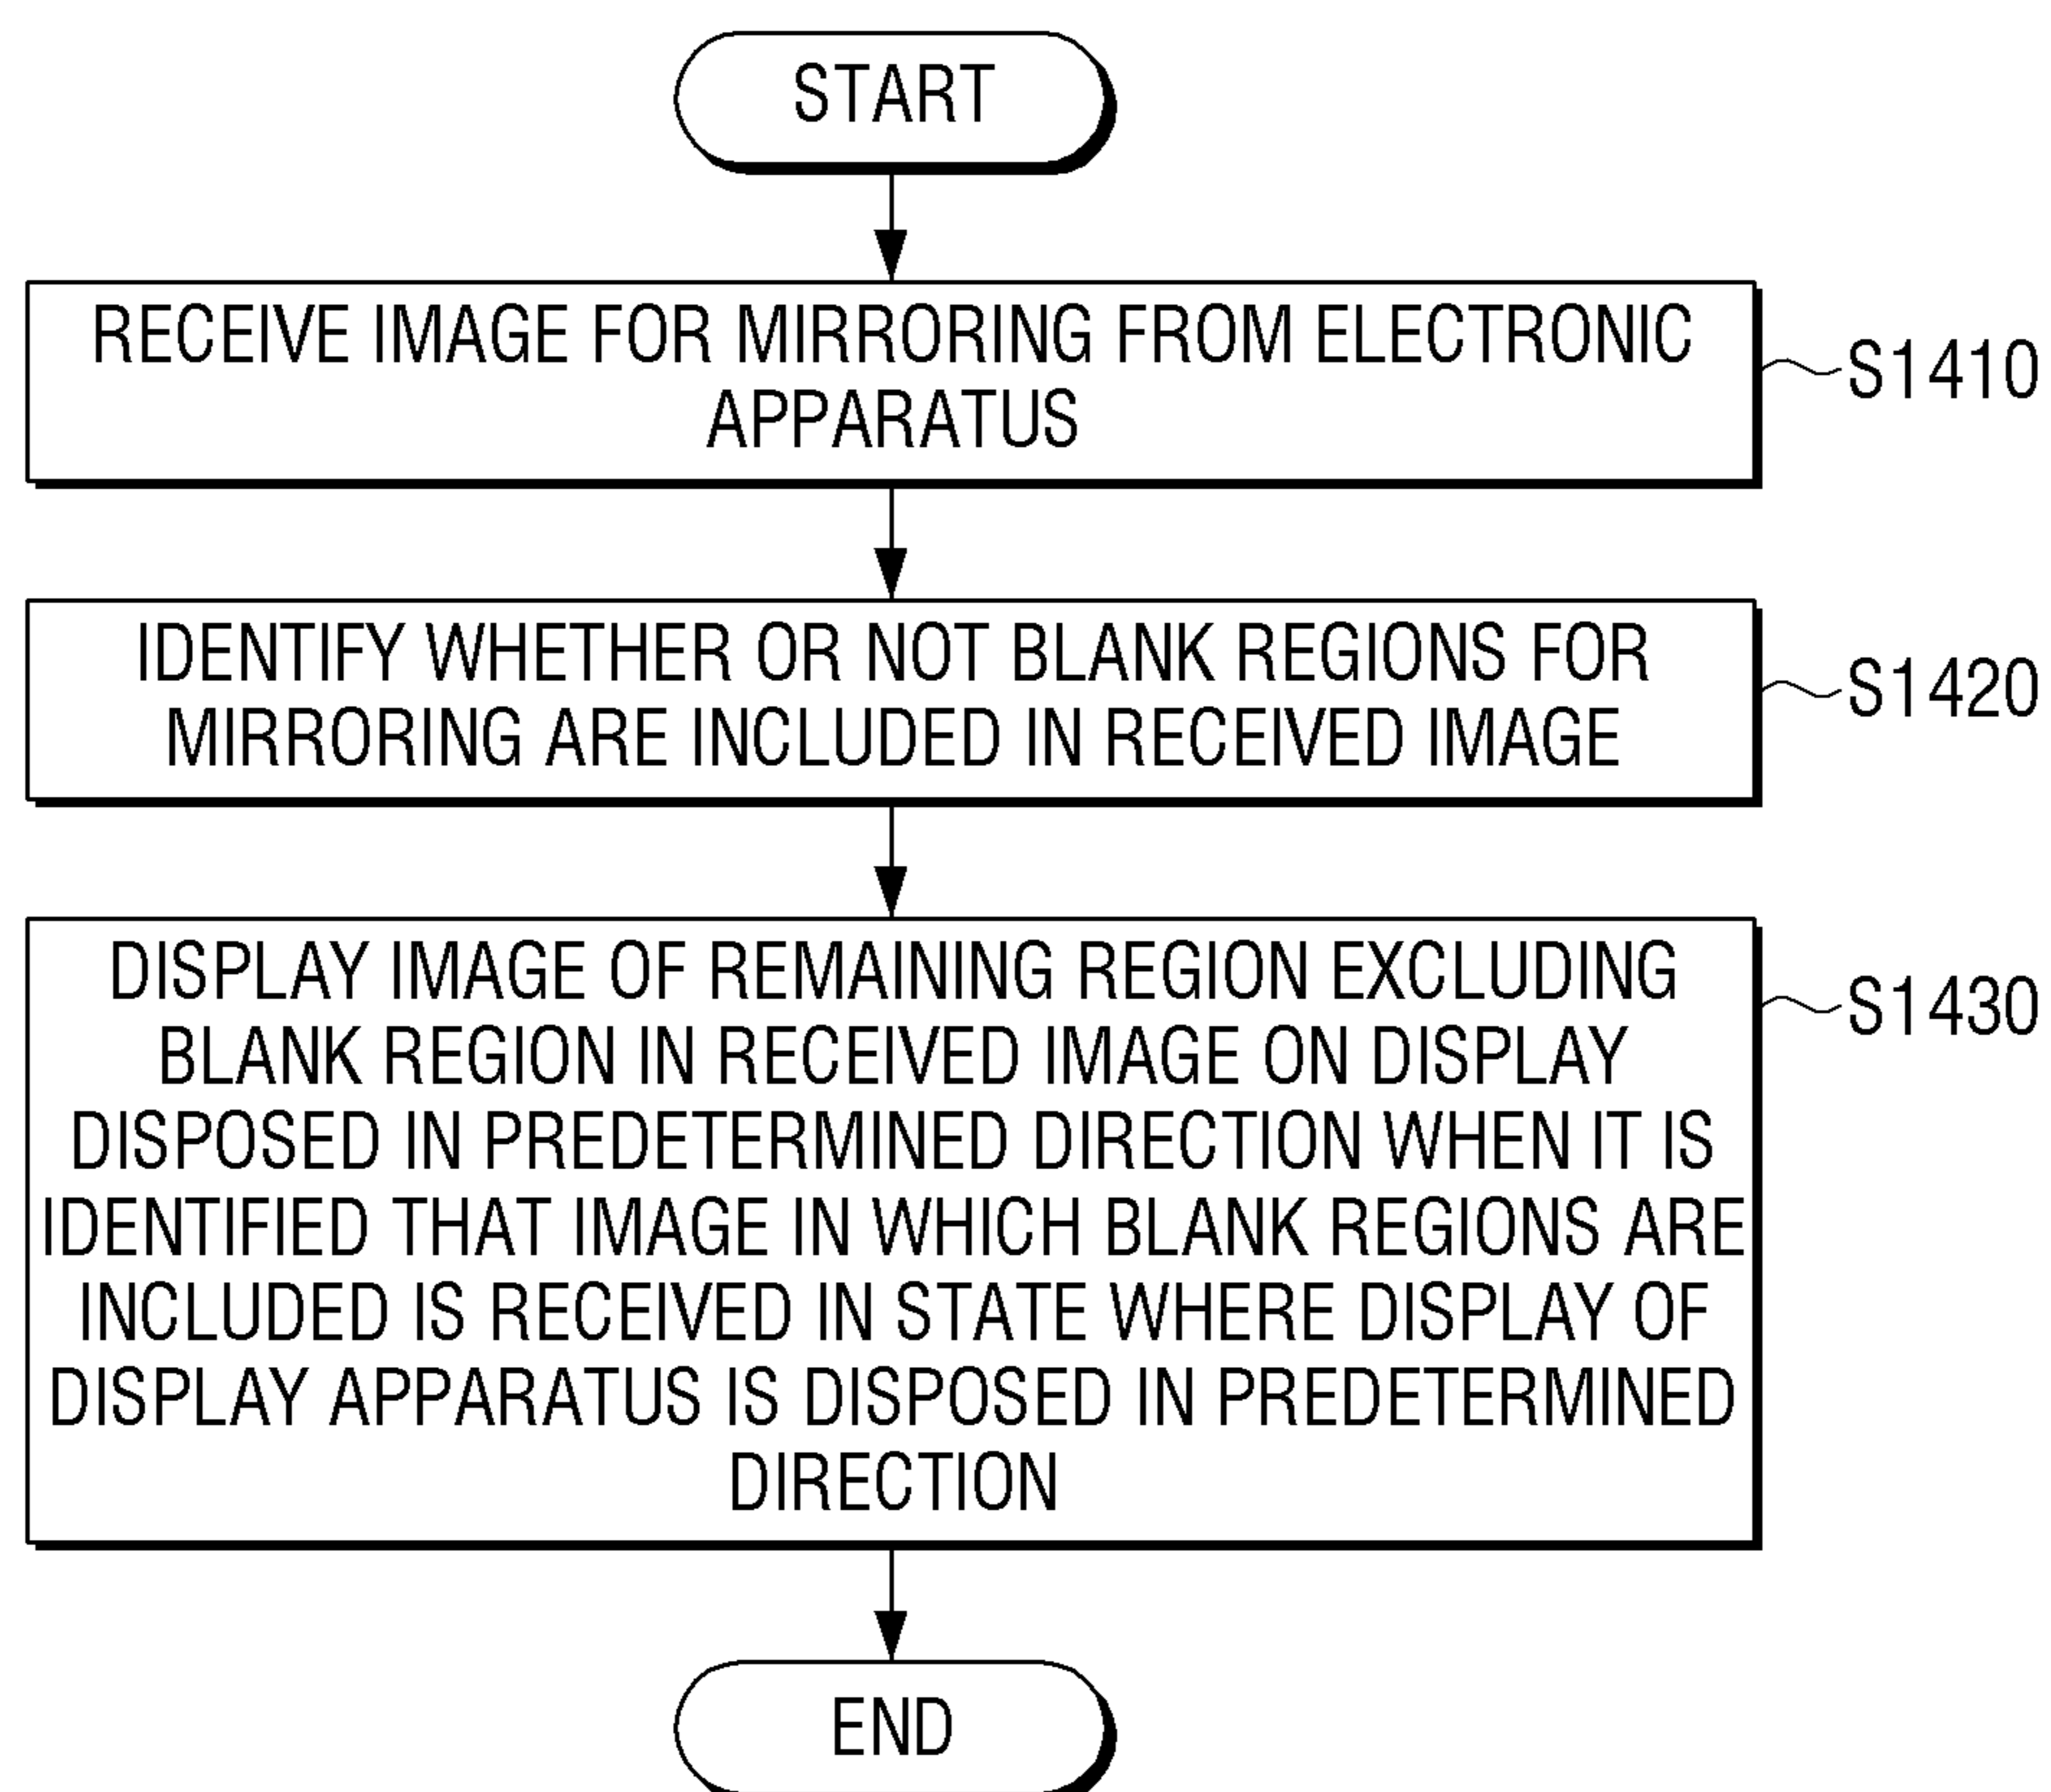 START
RECEIVE IMAGE FOR MIRRORING FROM ELECTRONIC
APPARATUS
S1410
IDENTIFY WHETHER OR NOT BLANK REGIONS FOR
MIRRORING ARE INCLUDED IN RECEIVED IMAGE
S1420
DISPLAY IMAGE OF REMAINING REGION EXCLUDING
BLANK REGION IN RECEIVED IMAGE ON DISPLAY
DISPOSED IN PREDETERMINED DIRECTION WHEN IT IS
IDENTIFIED THAT IMAGE IN WHICH BLANK REGIONS ARE
INCLUDED IS RECEIVED IN STATE WHERE DISPLAY OF
DISPLAY APPARATUS IS DISPOSED IN PREDETERMINED
DIRECTION
S1430
END